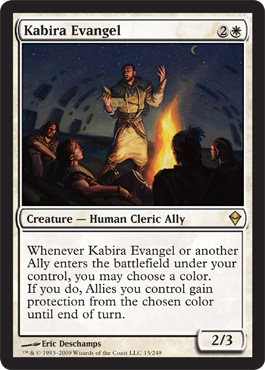 Kabira Evangel 2
Creature — Human Cleric Ally
Whenever Kabira Evangel or another
Ally enters the battlefield under your
control, you may choose a color.
If you do, Allies you control gain
protection from the chosen color
until end of turn.
Eric Deschamps
™ & © 1993–2009 Wizards of the Coast LLC 15/249
2/3